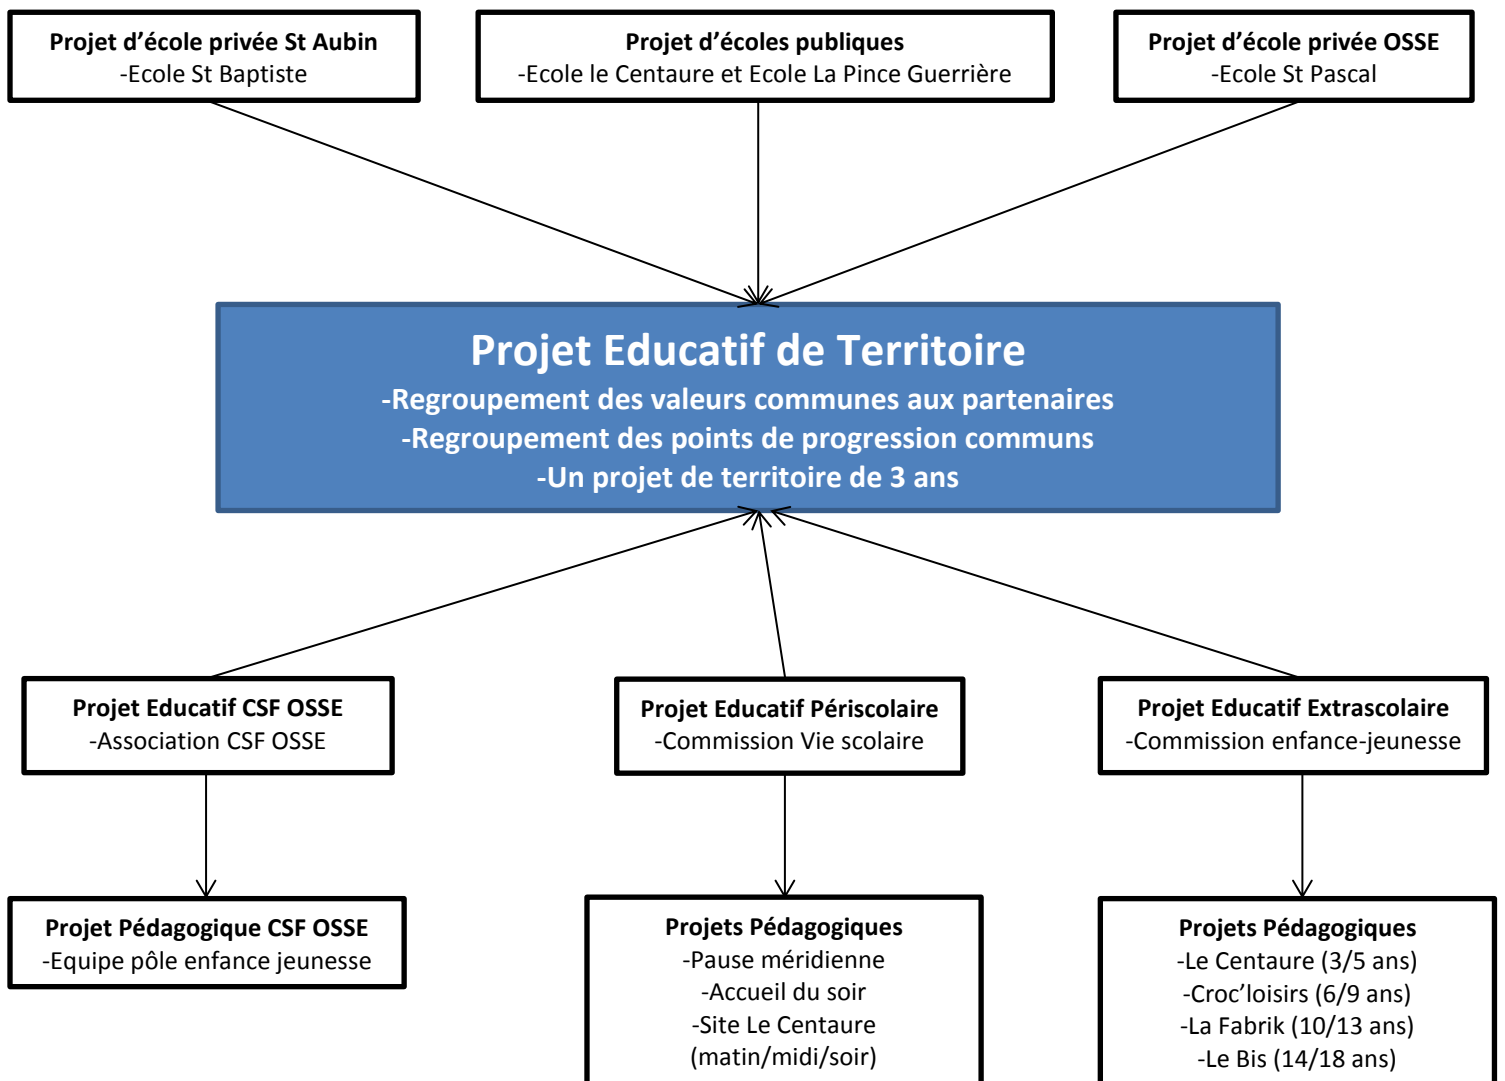 Projet d’école privée St Aubin
-Ecole St Baptiste
Projet d’écoles publiques
-Ecole le Centaure et Ecole La Pince Guerrière
Projet d’école privée OSSE
-Ecole St Pascal
Projet Educatif de Territoire
-Regroupement des valeurs communes aux partenaires
-Regroupement des points de progression communs
-Un projet de territoire de 3 ans
Projet Educatif CSF OSSE
-Association CSF OSSE
Projet Educatif Périscolaire
-Commission Vie scolaire
Projet Educatif Extrascolaire
-Commission enfance-jeunesse
Projet Pédagogique CSF OSSE
-Equipe pôle enfance jeunesse
Projets Pédagogiques
-Pause méridienne
-Accueil du soir
-Site Le Centaure
(matin/midi/soir)
Projets Pédagogiques
-Le Centaure (3/5 ans)
-Croc’loisirs (6/9 ans)
-La Fabrik (10/13 ans)
-Le Bis (14/18 ans)